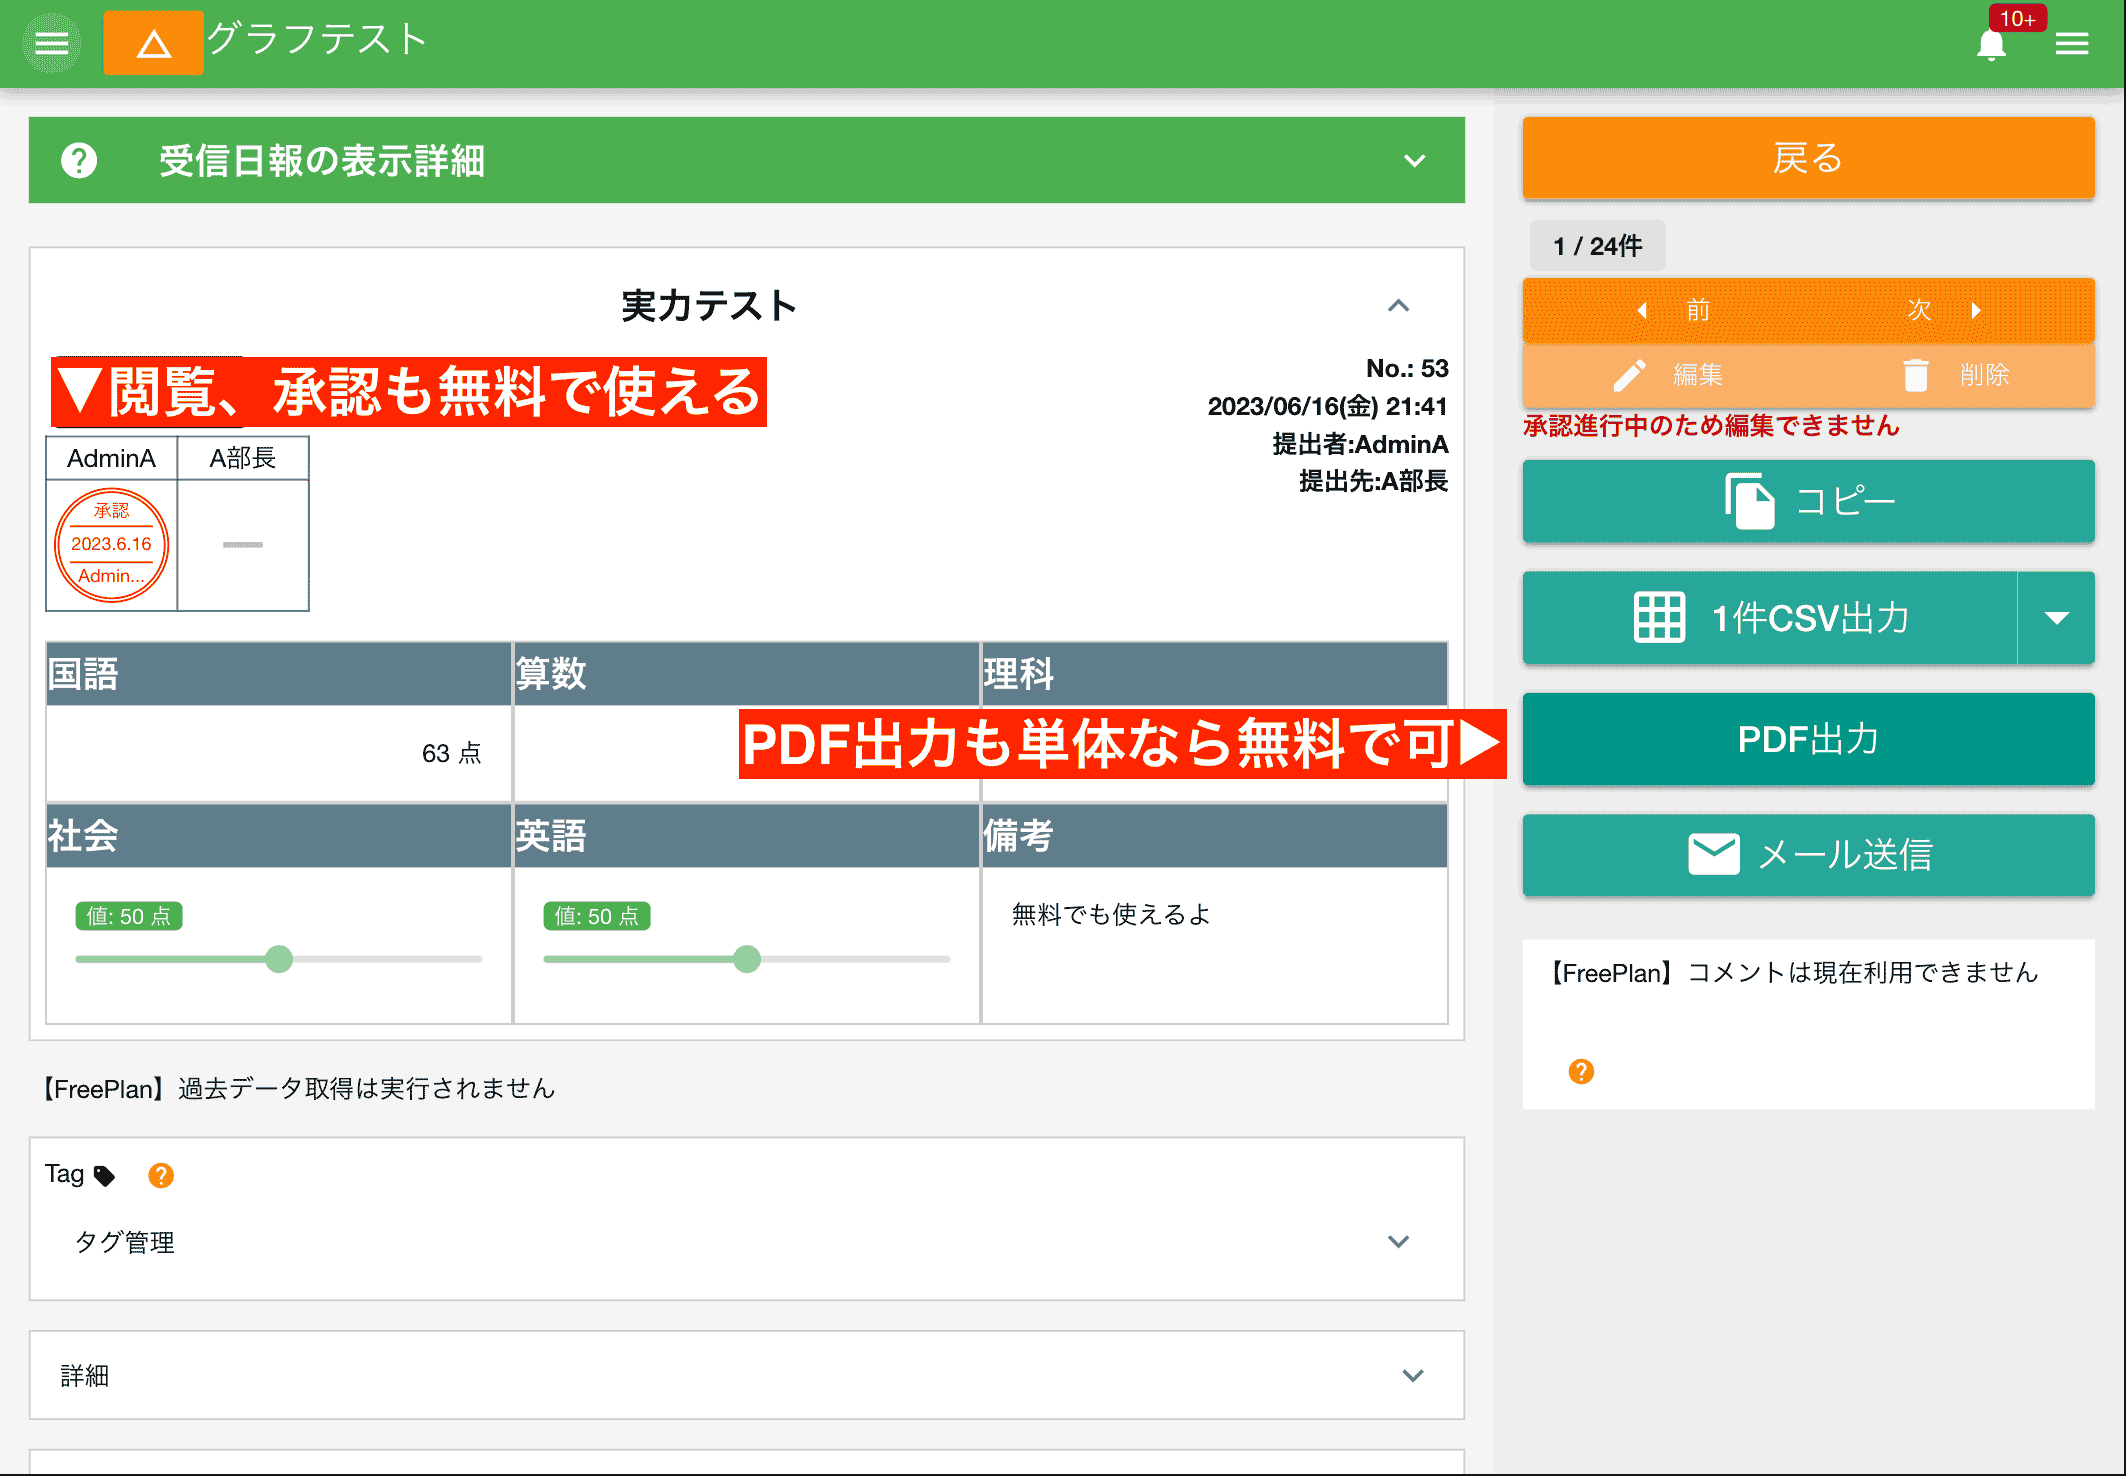 グラフテスト
10+
受信日報の表示詳細
実力テスト
▼閲覧、承認も無料で使える
No.: 53
2023/06/16(金) 21:41
提出者:AdminA
提出先:A部長
AdminA A部長
承認
2023.6.16
Admin...
国語 算数 理科
63 点
PDF出力も単体なら無料で可▶
社会 英語 備考
値: 50 点 値: 50 点 無料でも使えるよ
【FreePlan】過去データ取得は実行されません
Tag
タグ管理
詳細
戻る
1 / 24件
前 次
編集 削除
承認進行中のため編集できません
コピー
1件CSV出力
PDF出力
メール送信
【FreePlan】コメントは現在利用できません